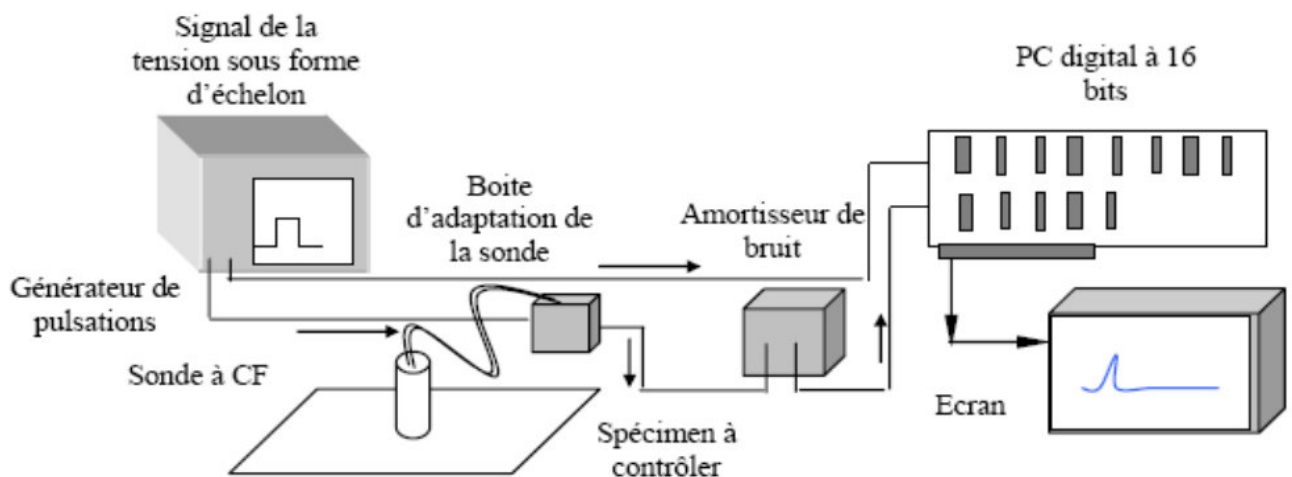 Signal de la
tension sous forme
d'échelon
PC digital à 16
bits
Boite
d'adaptation de
la sonde
Amortisseur de
bruit
Générateur de
pulsations
Sonde à CF
Spécimen à
contrôler
Ecran